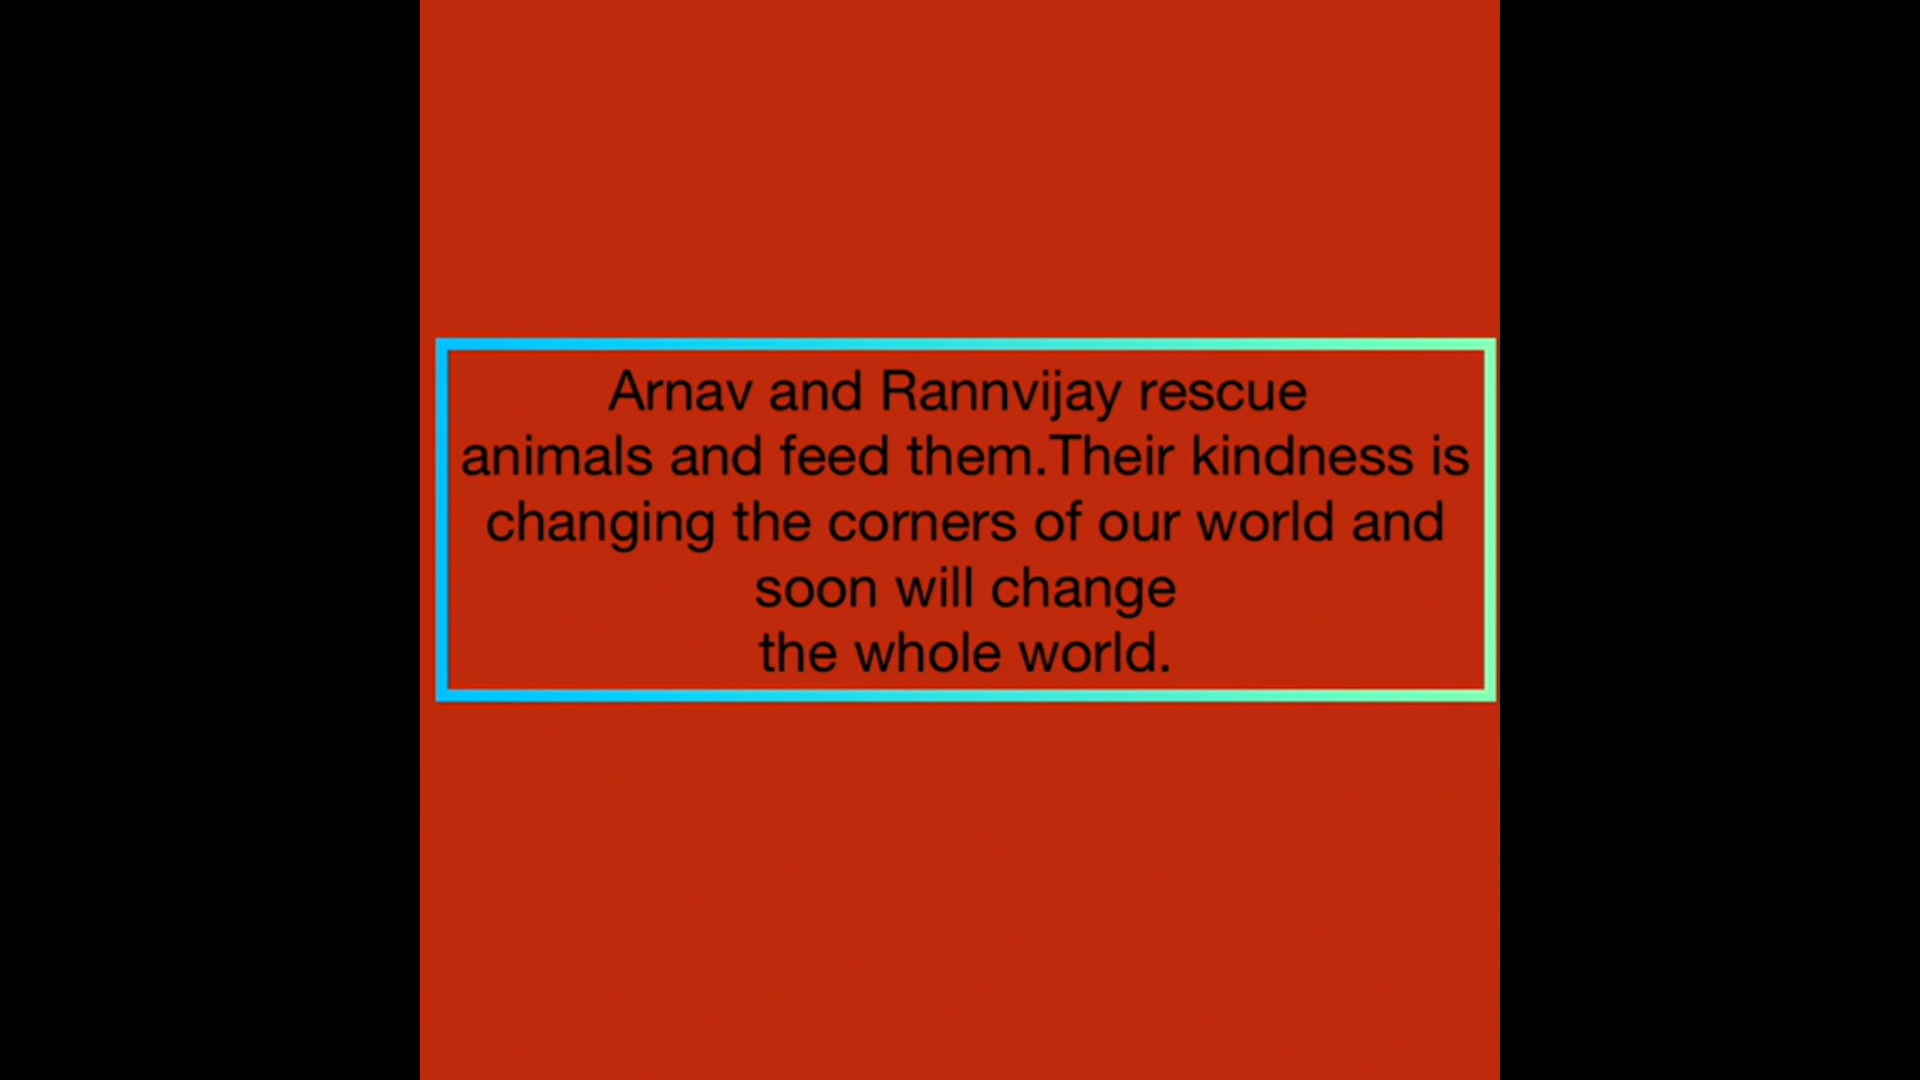 Arnav and Rannvijay rescue
animals and feed them.Their kindness is
changing the corners of our world and
soon will change
the whole world.